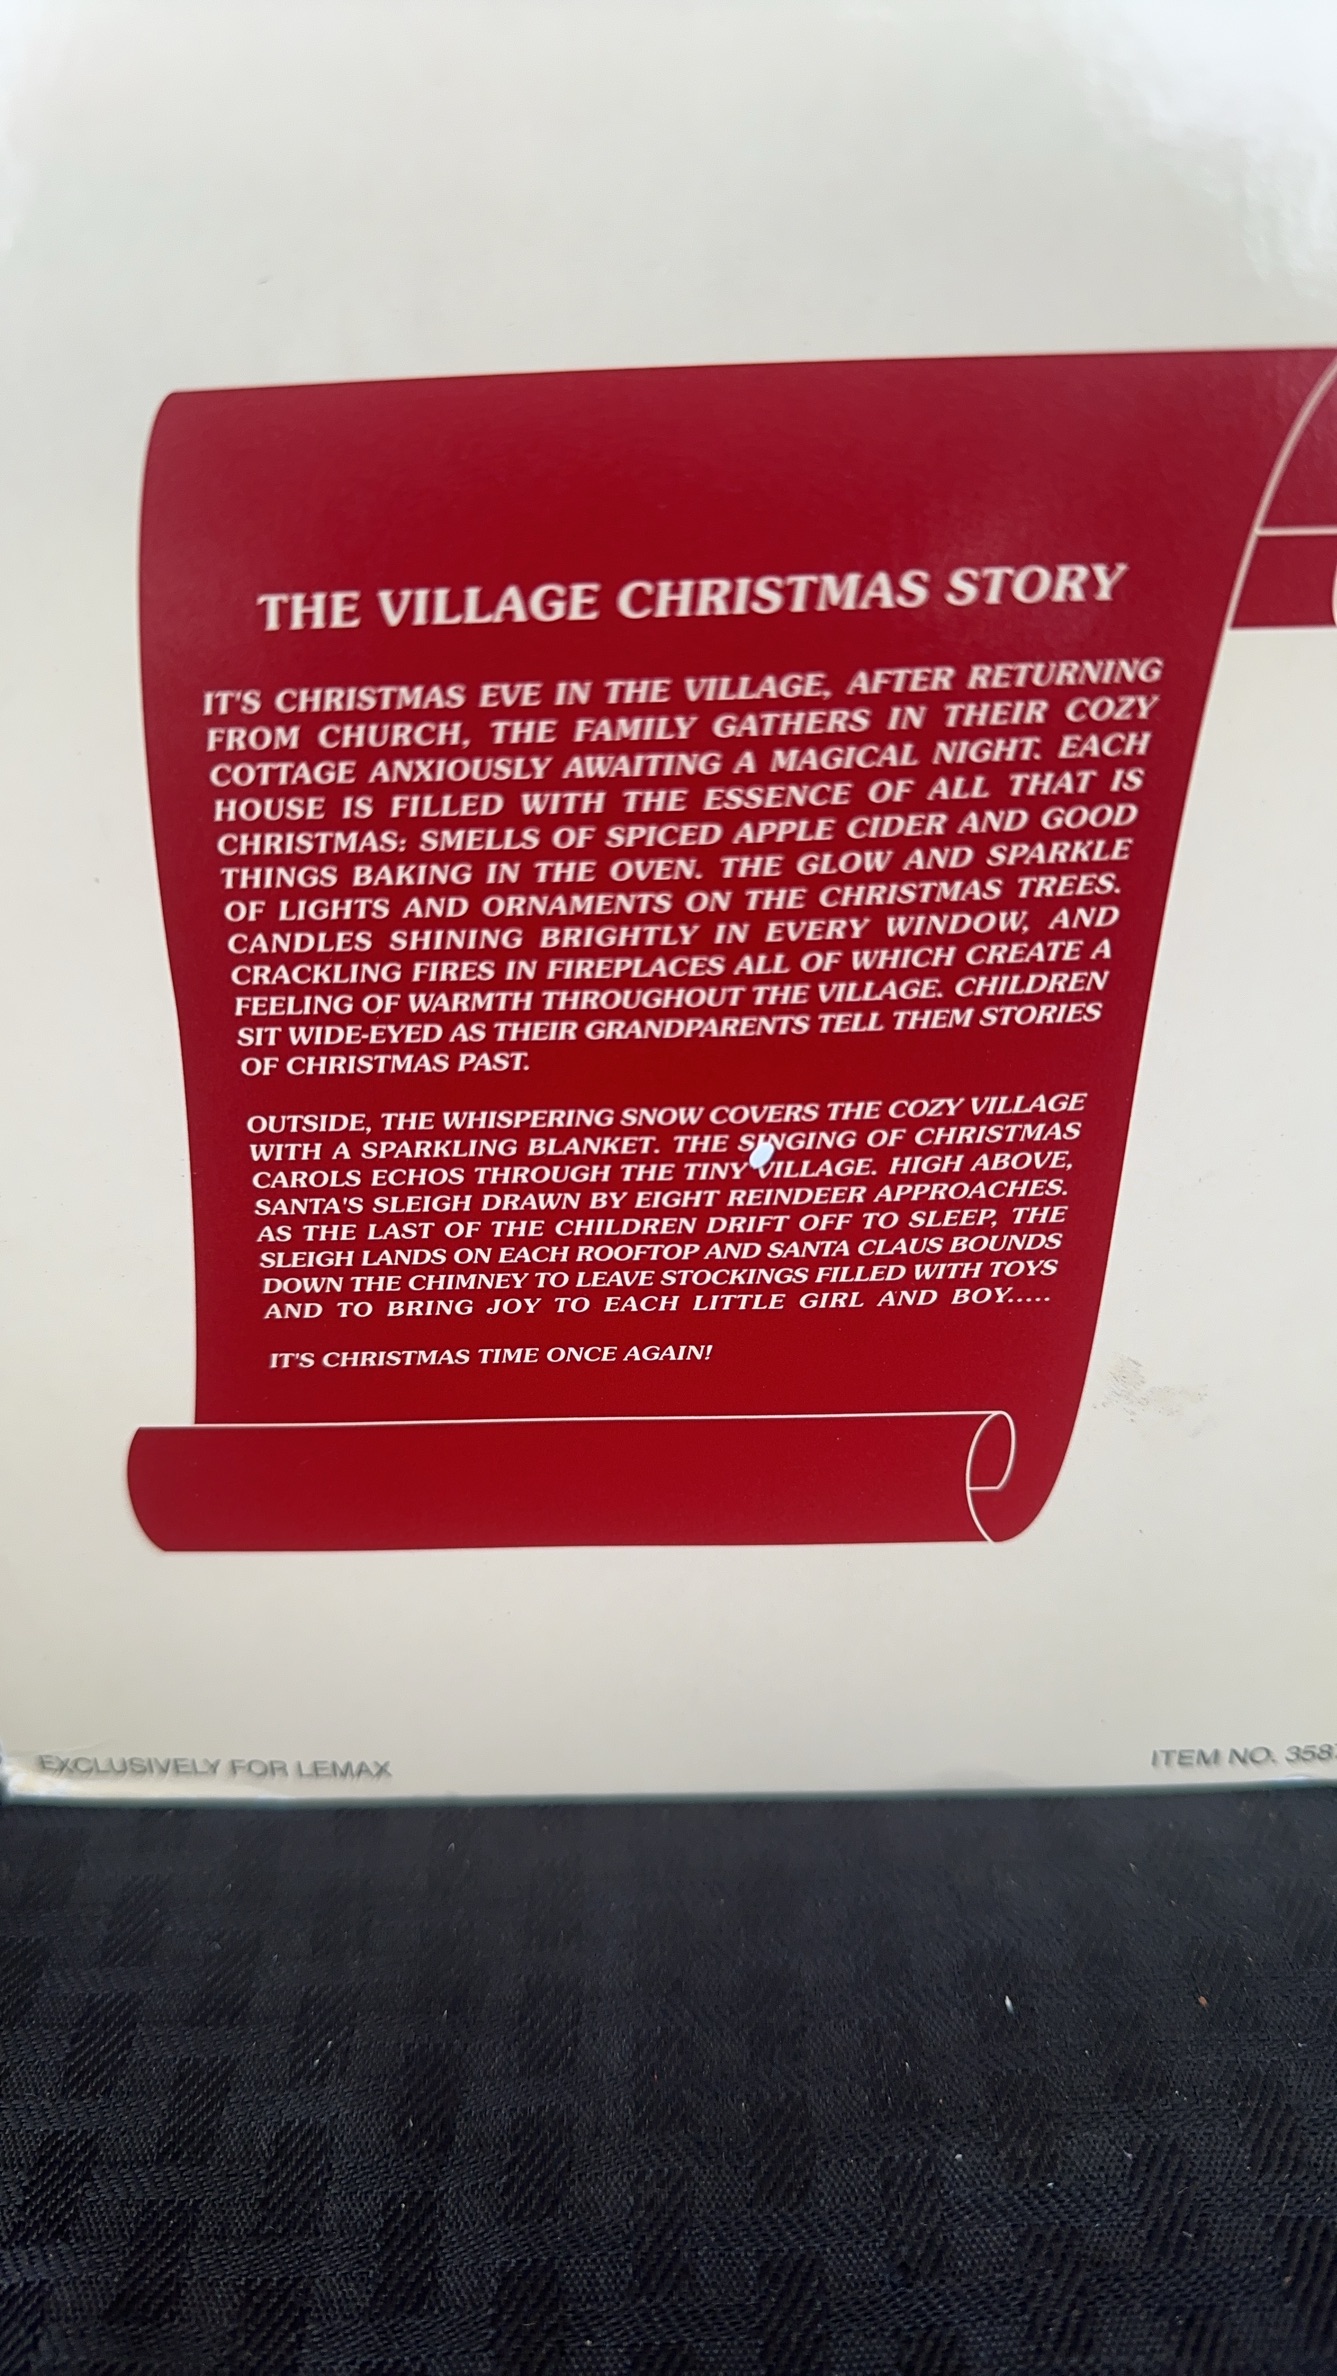 THE VILLAGE CHRISTMAS STORY
IT'S CHRISTMAS EVE IN THE VILLAGE, AFTER RETURNING
FROM CHURCH, THE FAMILY GATHERS IN THEIR COZY
COTTAGE ANXIOUSLY AWAITING A MAGICAL NIGHT. EACH
HOUSE IS FILLED WITH THE ESSENCE OF ALL THAT IS
CHRISTMAS: SMELLS OF SPICED APPLE CIDER AND GOOD
THINGS BAKING IN THE OVEN. THE GLOW AND SPARKLE
OF LIGHTS AND ORNAMENTS ON THE CHRISTMAS TREES.
CANDLES SHINING BRIGHTLY IN EVERY WINDOW, AND
CRACKLING FIRES IN FIREPLACES ALL OF WHICH CREATE A
FEELING OF WARMTH THROUGHOUT THE VILLAGE. CHILDREN
SIT WIDE-EYED AS THEIR GRANDPARENTS TELL THEM STORIES
OF CHRISTMAS PAST.
OUTSIDE, THE WHISPERING SNOW COVERS THE COZY VILLAGE
WITH A SPARKLING BLANKET. THE SINGING OF CHRISTMAS
CAROLS ECHOS THROUGH THE TINY VILLAGE. HIGH ABOVE,
SANTA'S SLEIGH DRAWN BY EIGHT REINDEER APPROACHES.
AS THE LAST OF THE CHILDREN DRIFT OFF TO SLEEP, THE
SLEIGH LANDS ON EACH ROOFTOP AND SANTA CLAUS BOUNDS
DOWN THE CHIMNEY TO LEAVE STOCKINGS FILLED WITH TOYS
AND TO BRING JOY TO EACH LITTLE GIRL AND BOY.....
IT'S CHRISTMAS TIME ONCE AGAIN!
EXCLUSIVELY FOR LEMAX
ITEM NO.